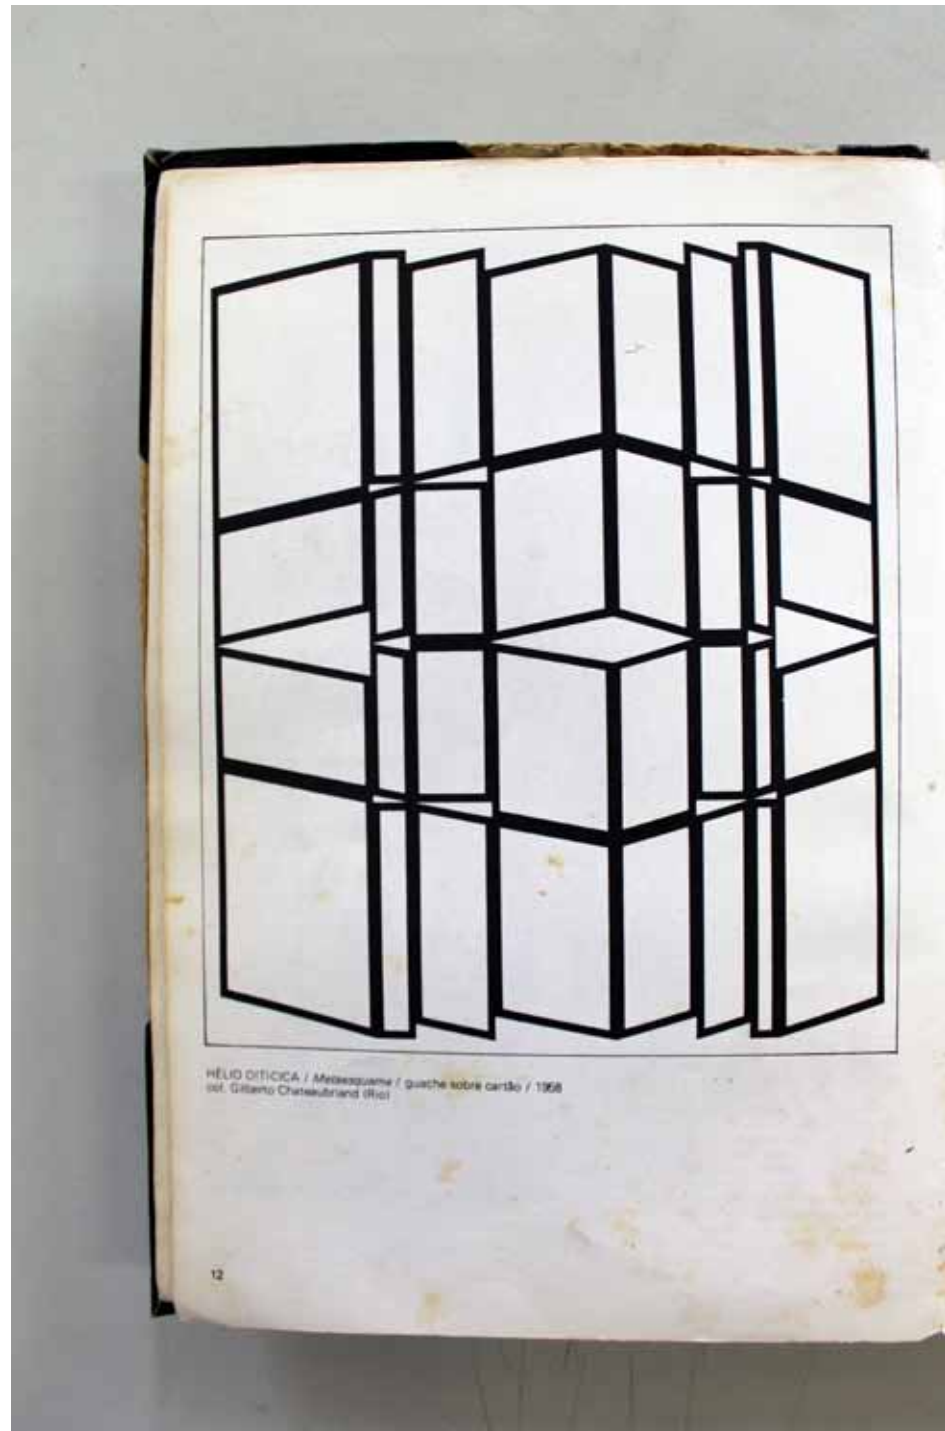 HÉLIO OITICICA / Metaesquema / guache sobre cartão / 1958
col. Gilberto Chateaubriand (Rio)
12